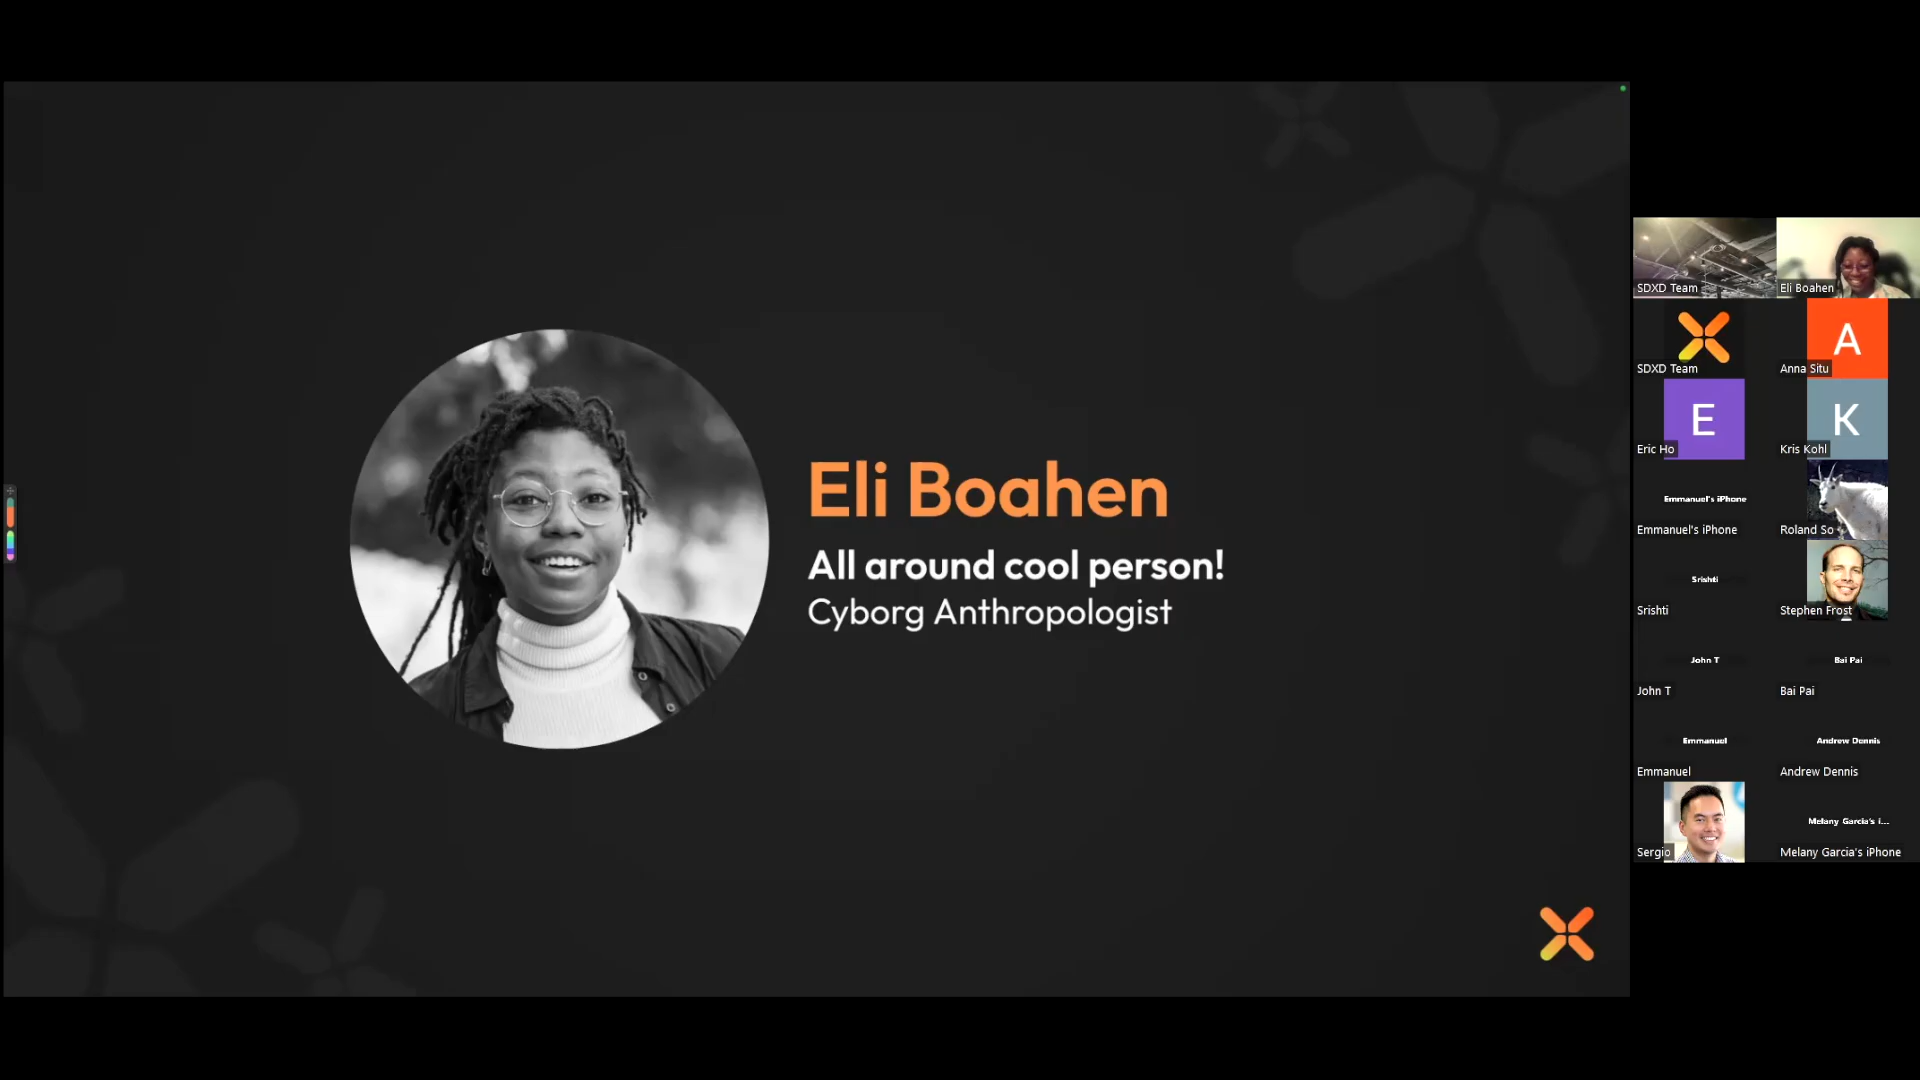 Eli Boahen
All around cool person!
Cyborg Anthropologist
SDXD Team
Eli Boahen
SDXD Team
A
Anna Situ
E
Eric Ho
K
Kris Kohl
Emmanuel's iPhone
Emmanuel's iPhone
Roland So
Srishti
Srishti
Stephen Frost
John T
John T
Bai Pai
Bai Pai
Emmanuel
Emmanuel
Andrew Dennis
Andrew Dennis
Sergio
Melany Garcia's i...
Melany Garcia's iPhone